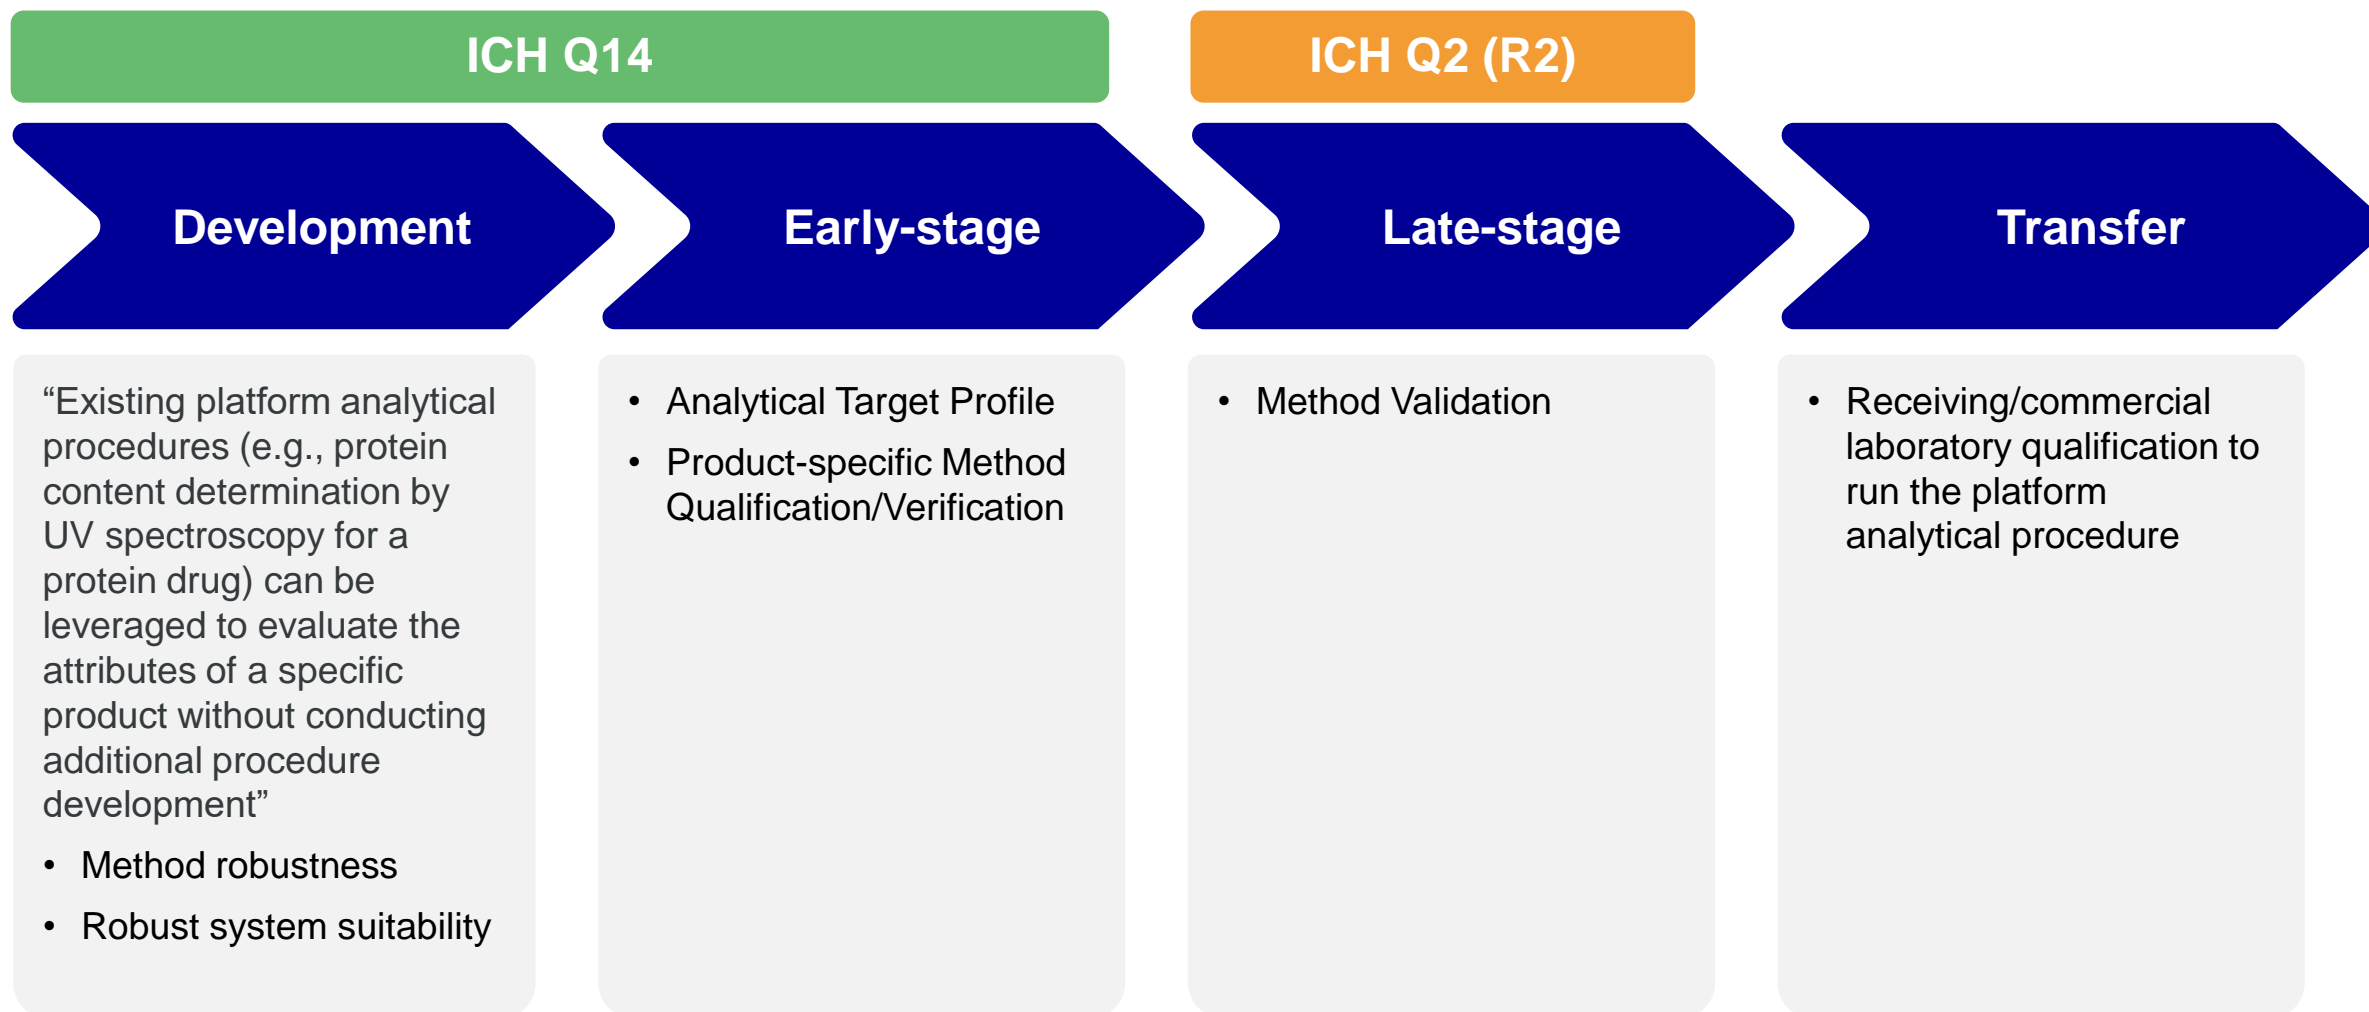 ICH Q14
ICH Q2 (R2)
Development
Early-stage
Late-stage
Transfer
“Existing platform analytical
procedures (e.g., protein
content determination by
UV spectroscopy for a
protein drug) can be
leveraged to evaluate the
attributes of a specific
product without conducting
additional procedure
development”
• Method robustness
• Robust system suitability
• Analytical Target Profile
• Product-specific Method
Qualification/Verification
• Method Validation
• Receiving/commercial
laboratory qualification to
run the platform
analytical procedure